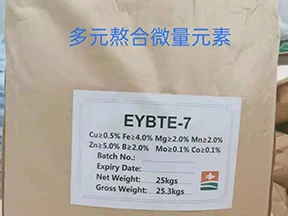 多元熬合微量元素
EYBTE-7
Cu≥0.5% Fe≥4.0% Mg≥2.0% Mn≥2.0%
Zn≥5.0% B≥2.0% Mo≥0.1% Co≥0.1%
Batch No.:
Expiry Date:
Net Weight: 25kgs
Gross Weight: 25.3kgs